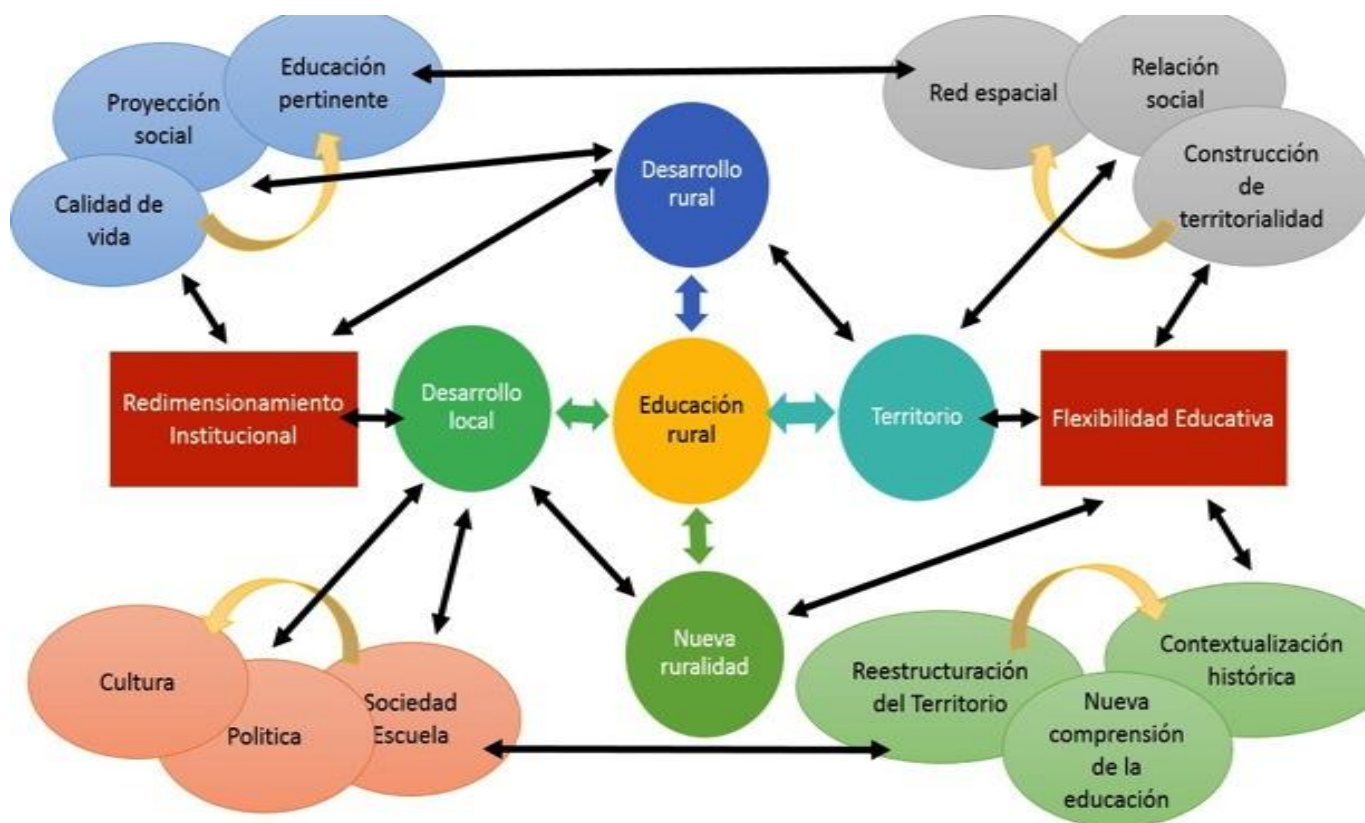 Educación
pertinente
Proyección
social
Calidad de
vida
Red espacial
Relación
social
Construcción
de
territorialidad
Desarrollo
rural
Redimensionamiento
Institucional
Desarrollo
local
Educación
rural
Territorio
Flexibilidad Educativa
Nueva
ruralidad
Cultura
Política
Sociedad
Escuela
Reestructuración
del Territorio
Contextualización
histórica
Nueva
comprensión
de la
educación